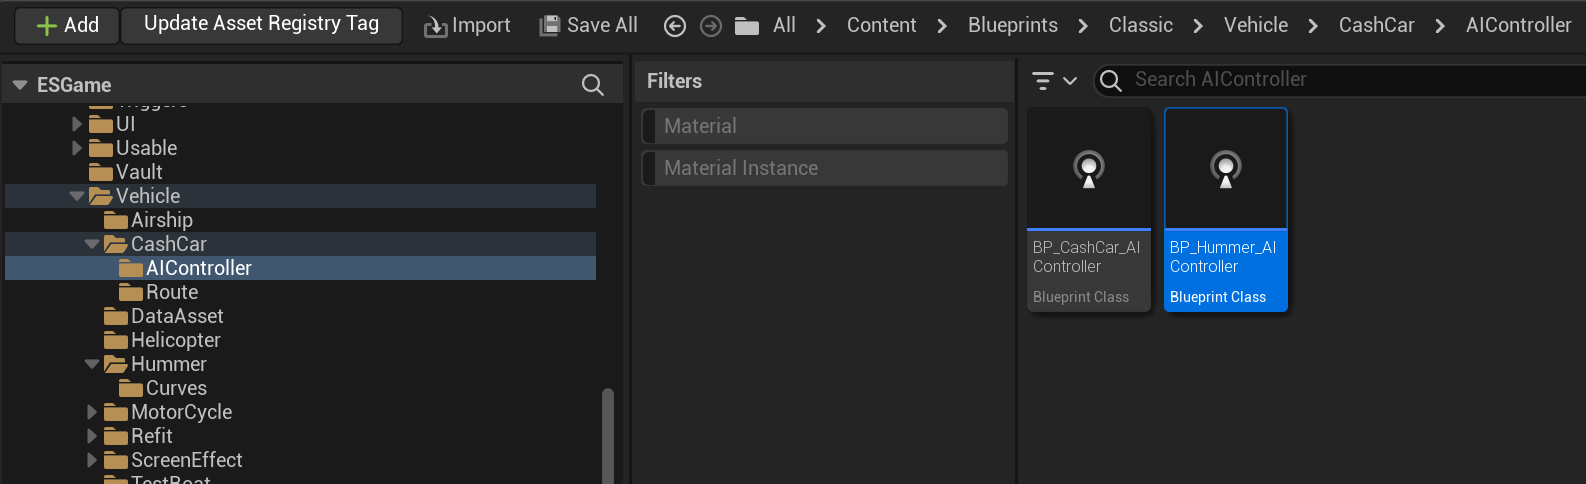 Add
Update Asset Registry Tag
Import
Save All
All > Content > Blueprints > Classic > Vehicle > CashCar > AIController
ESGame
Triggers
UI
Usable
Vault
Vehicle
Airship
CashCar
AIController
Route
DataAsset
Helicopter
Hummer
Curves
MotorCycle
Refit
ScreenEffect
TestBoat
Filters
Material
Material Instance
Search AIController
BP_CashCar_AI
Controller
Blueprint Class
BP_Hummer_AI
Controller
Blueprint Class